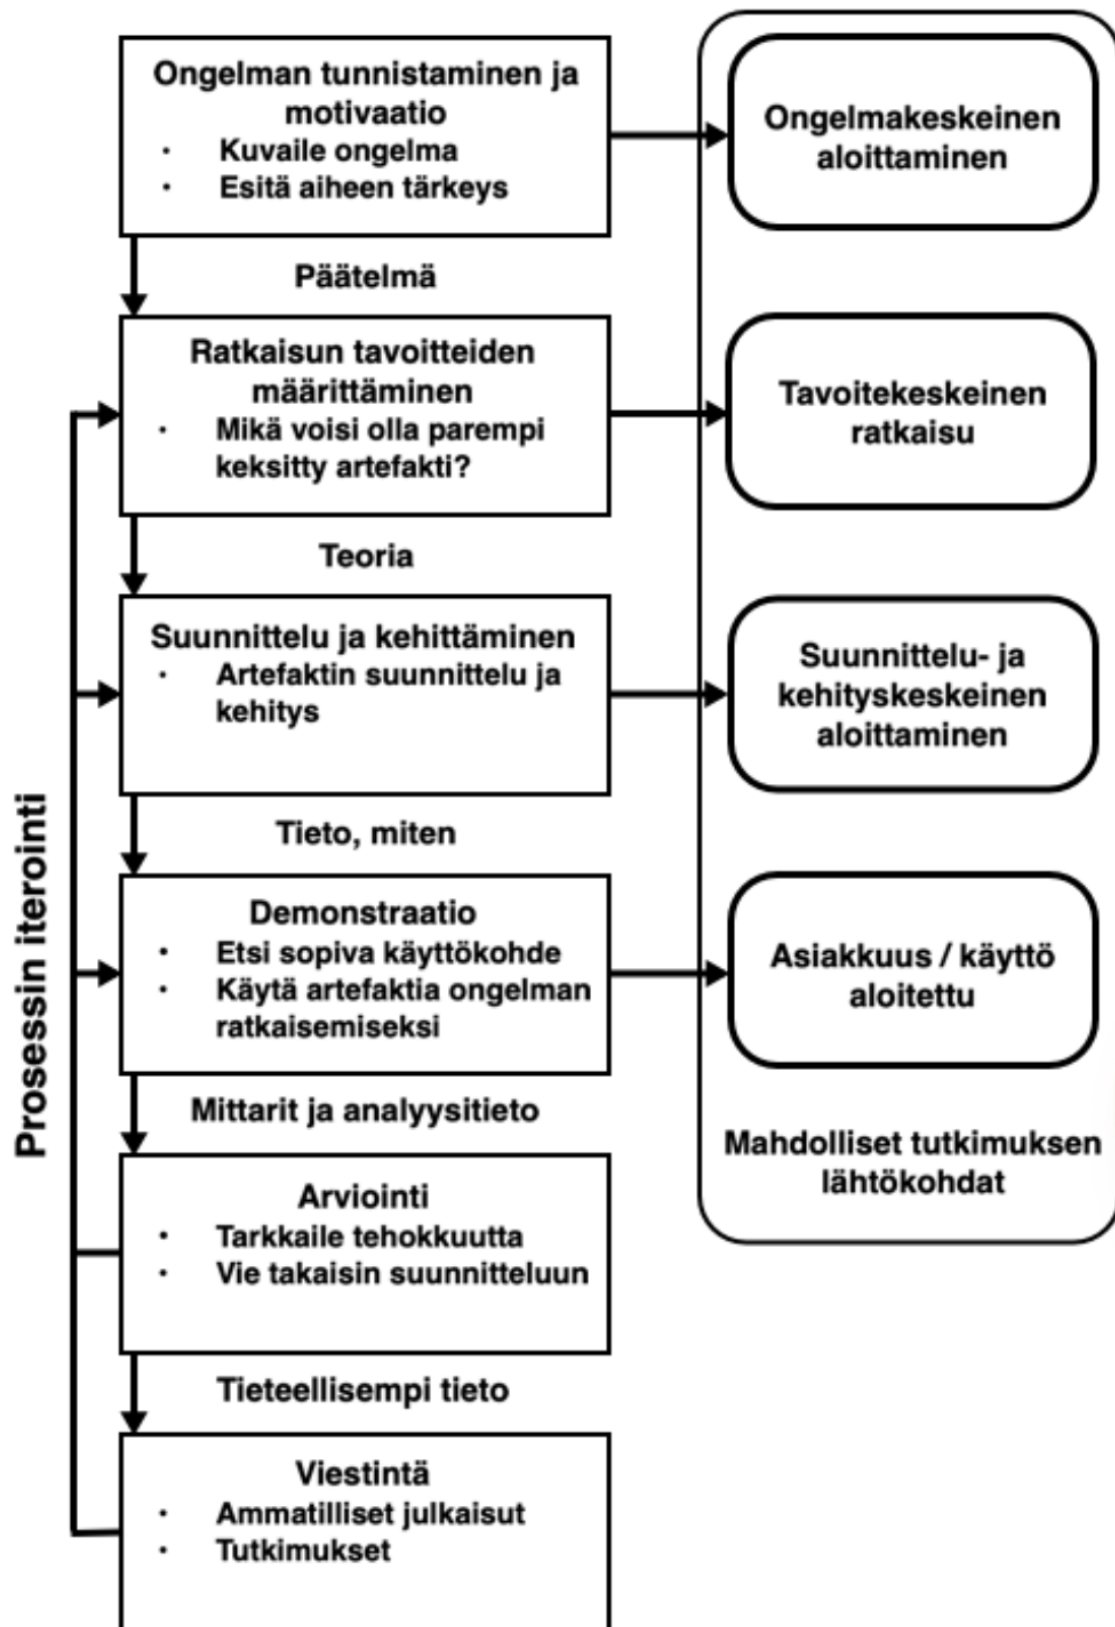 Ongelman tunnistaminen ja
motivaatio
· Kuvaile ongelma
· Esitä aiheen tärkeys
Ongelmakeskeinen
aloittaminen
Päätelmä
Ratkaisun tavoitteiden
määrittäminen
· Mikä voisi olla parempi
keksitty artefakti?
Tavoitekeskeinen
ratkaisu
Teoria
Suunnittelu ja kehittäminen
· Artefaktin suunnittelu ja
kehitys
Suunnittelu- ja
kehityskeskeinen
aloittaminen
Tieto, miten
Demonstraatio
· Etsi sopiva käyttökohde
· Käytä artefaktia ongelman
ratkaisemiseksi
Asiakkuus / käyttö
aloitettu
Mittarit ja analyysitieto
Mahdolliset tutkimuksen
lähtökohdat
Arviointi
· Tarkkaile tehokkuutta
· Vie takaisin suunnitteluun
Tieteellisempi tieto
Viestintä
· Ammatilliset julkaisut
· Tutkimukset
Prosessin iterointi